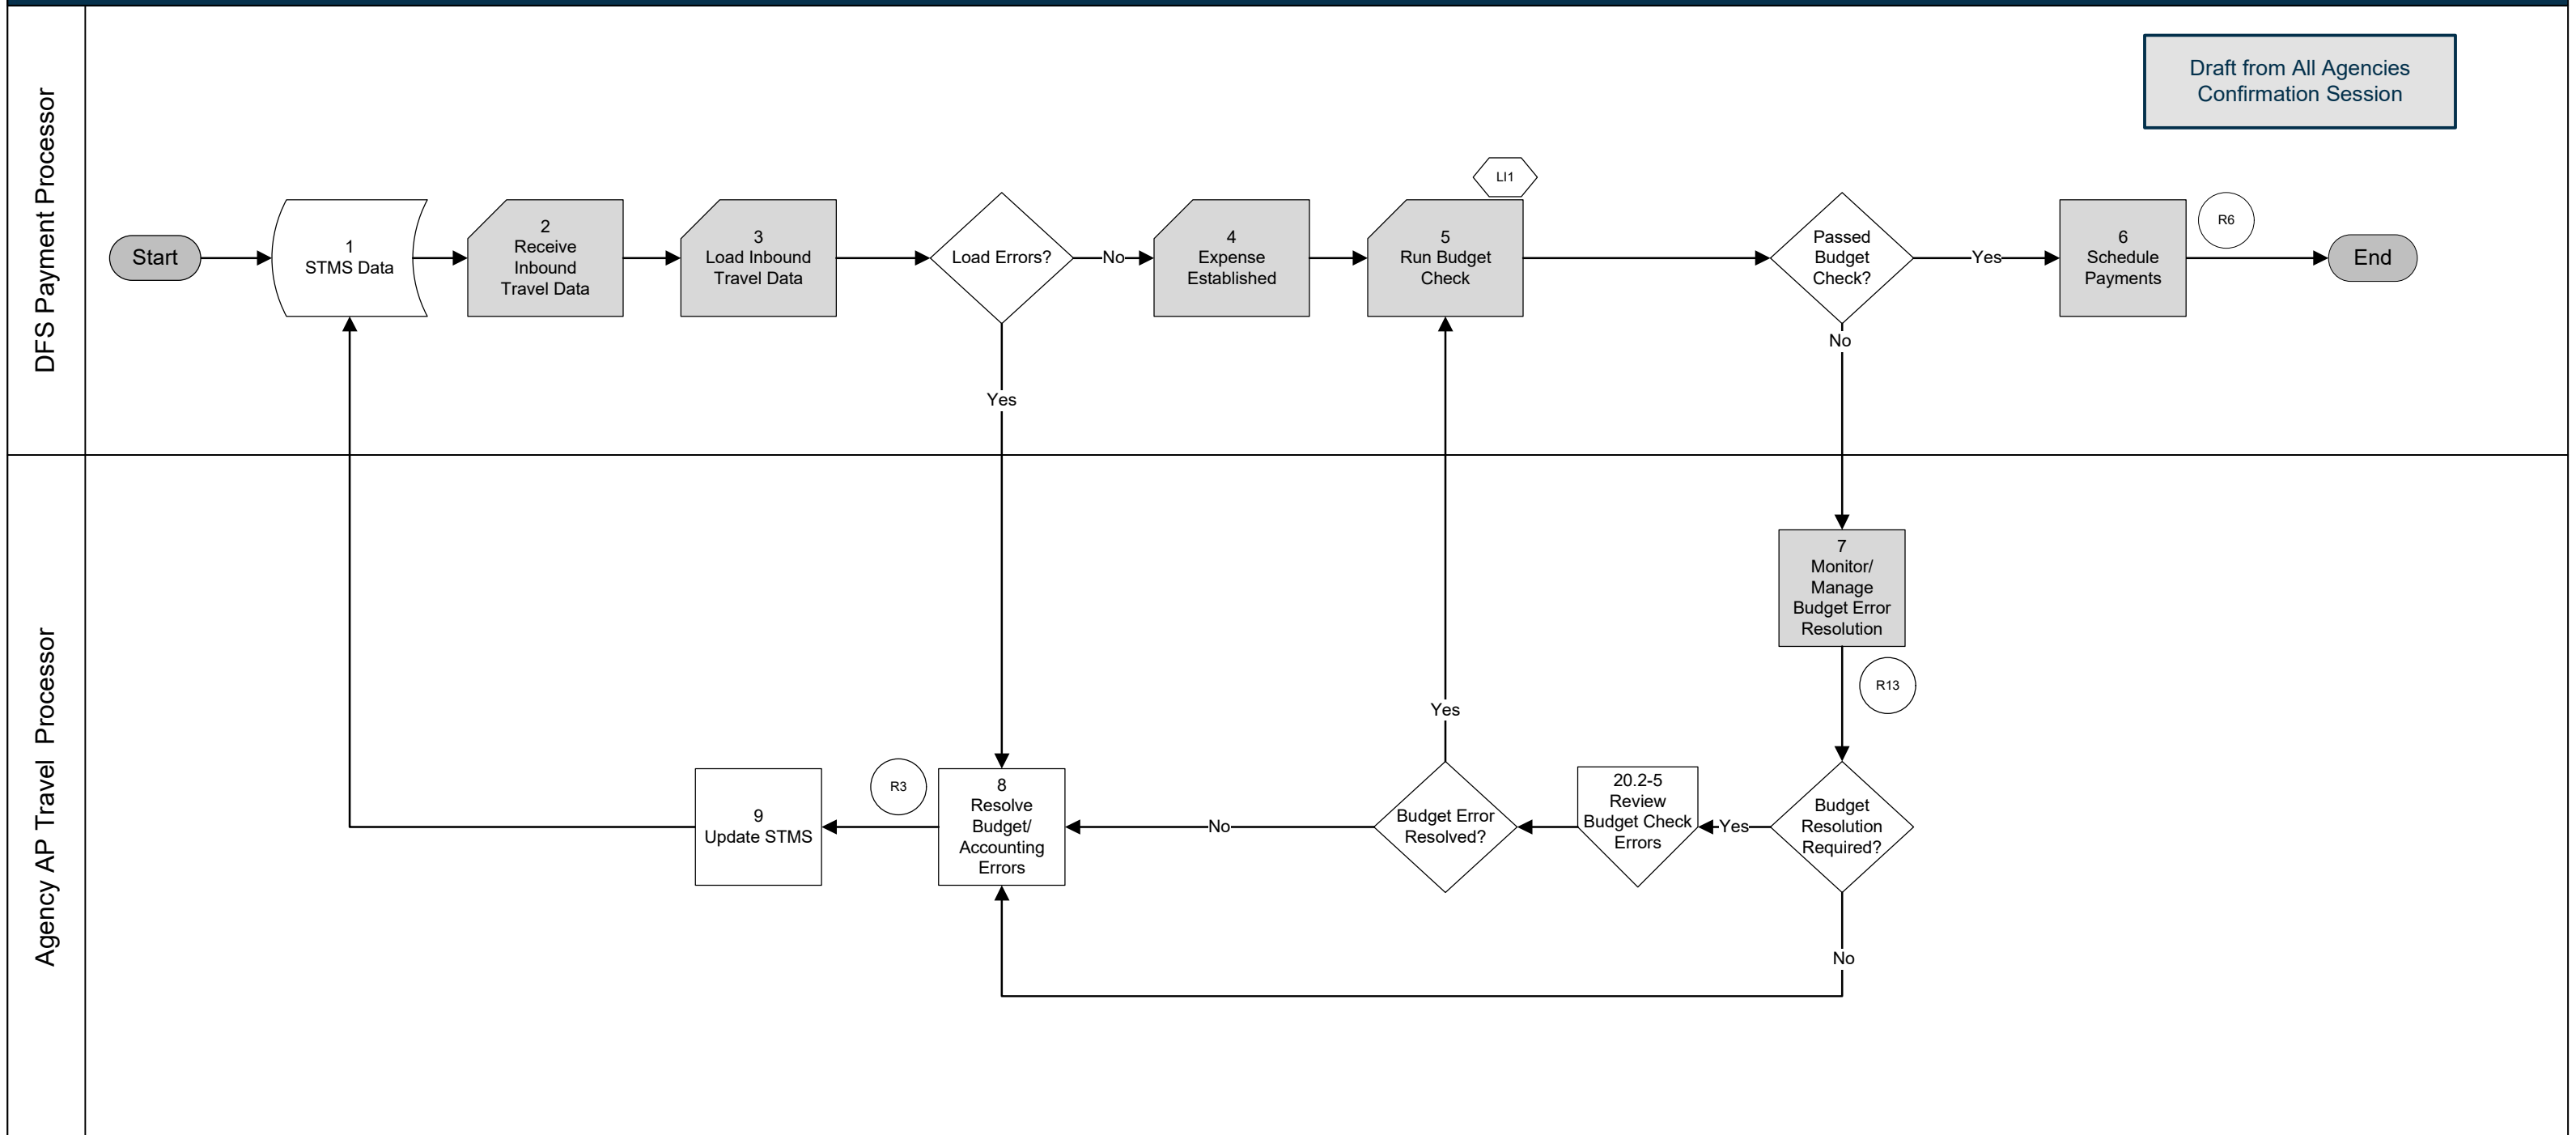 Draft from All Agencies
Confirmation Session
DFS Payment Processor
Start
1
STMS Data
2
Receive
Inbound
Travel Data
3
Load Inbound
Travel Data
Load Errors?
No
Yes
4
Expense
Established
LI1
5
Run Budget
Check
Passed
Budget
Check?
Yes
No
6
Schedule
Payments
R6
End
Agency AP Travel Processor
7
Monitor/
Manage
Budget Error
Resolution
R13
Budget
Resolution
Required?
Yes
No
20.2-5
Review
Budget Check
Errors
Budget Error
Resolved?
Yes
No
8
Resolve
Budget/
Accounting
Errors
R3
9
Update STMS